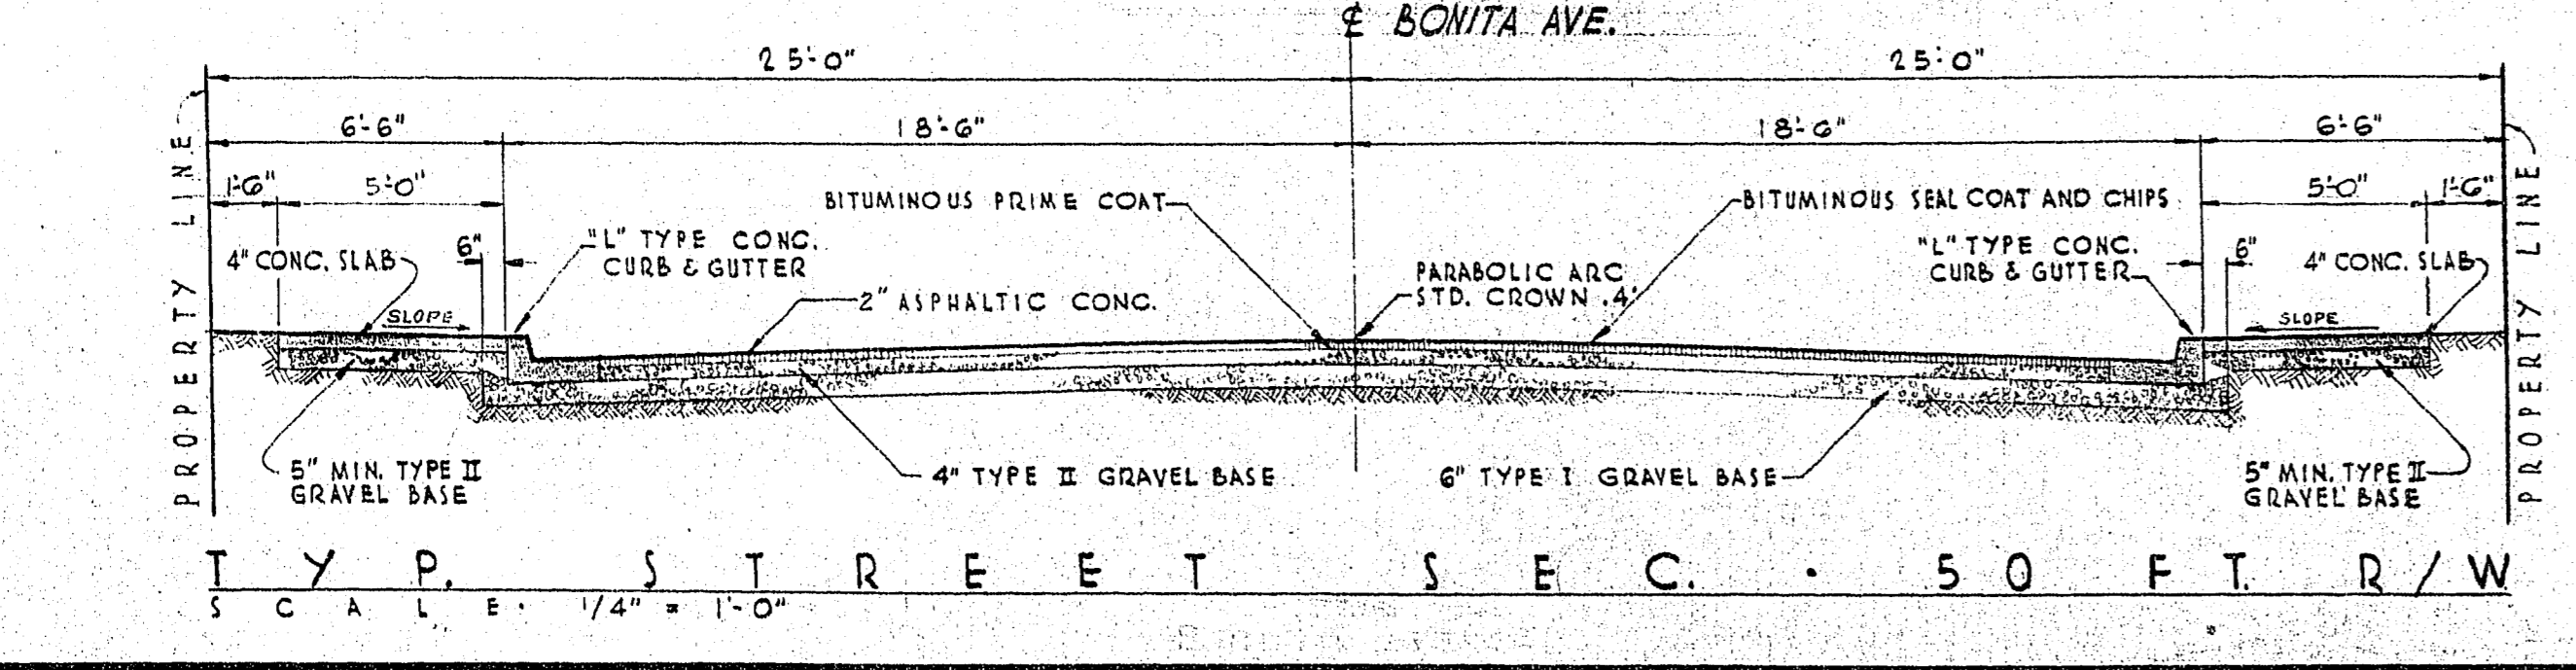 ℄ BONITA AVE.
25'-0" 25'-0"
6'-6" 18'-6" 18'-6" 6'-6"
1'-6" 5'-0" 5'-0" 1'-6"
BITUMINOUS PRIME COAT
BITUMINOUS SEAL COAT AND CHIPS
PROPERTY LINE
4" CONC. SLAB
6"
"L" TYPE CONC.
CURB & GUTTER
2" ASPHALTIC CONC.
PARABOLIC ARC
STD. CROWN .4'
"L" TYPE CONC.
CURB & GUTTER
6"
4" CONC. SLAB
PROPERTY LINE
SLOPE
SLOPE
5" MIN. TYPE II
GRAVEL BASE
4" TYPE II GRAVEL BASE
6" TYPE I GRAVEL BASE
5" MIN. TYPE II
GRAVEL BASE
TYP. STREET SEC. · 50 FT. R/W
SCALE · 1/4" = 1'-0"